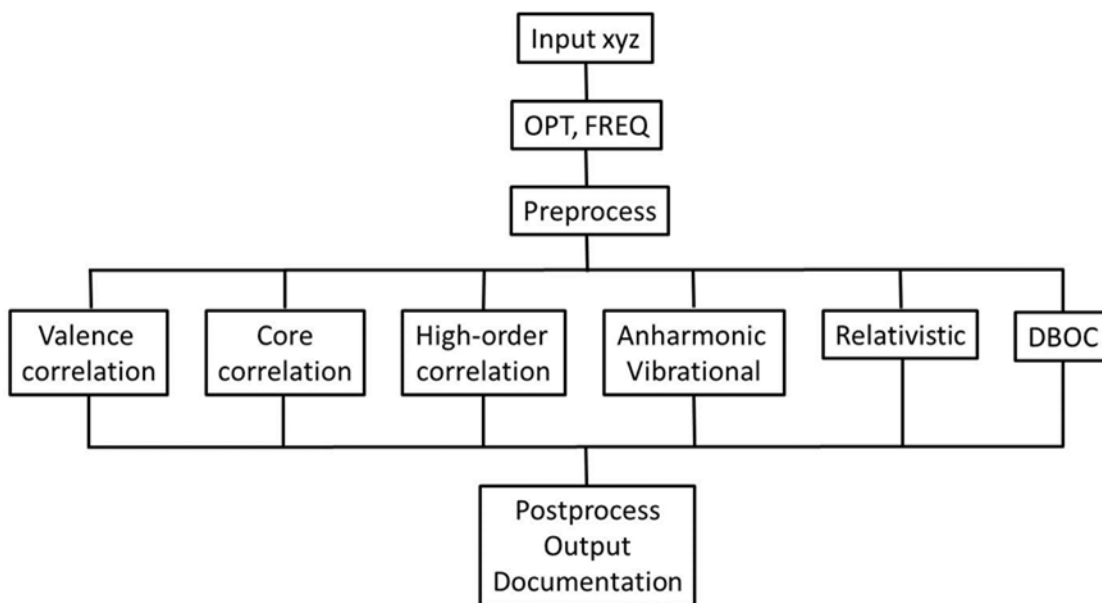 Input xyz
OPT, FREQ
Preprocess
Valence
correlation
Core
correlation
High-order
correlation
Anharmonic
Vibrational
Relativistic
DBOC
Postprocess
Output
Documentation